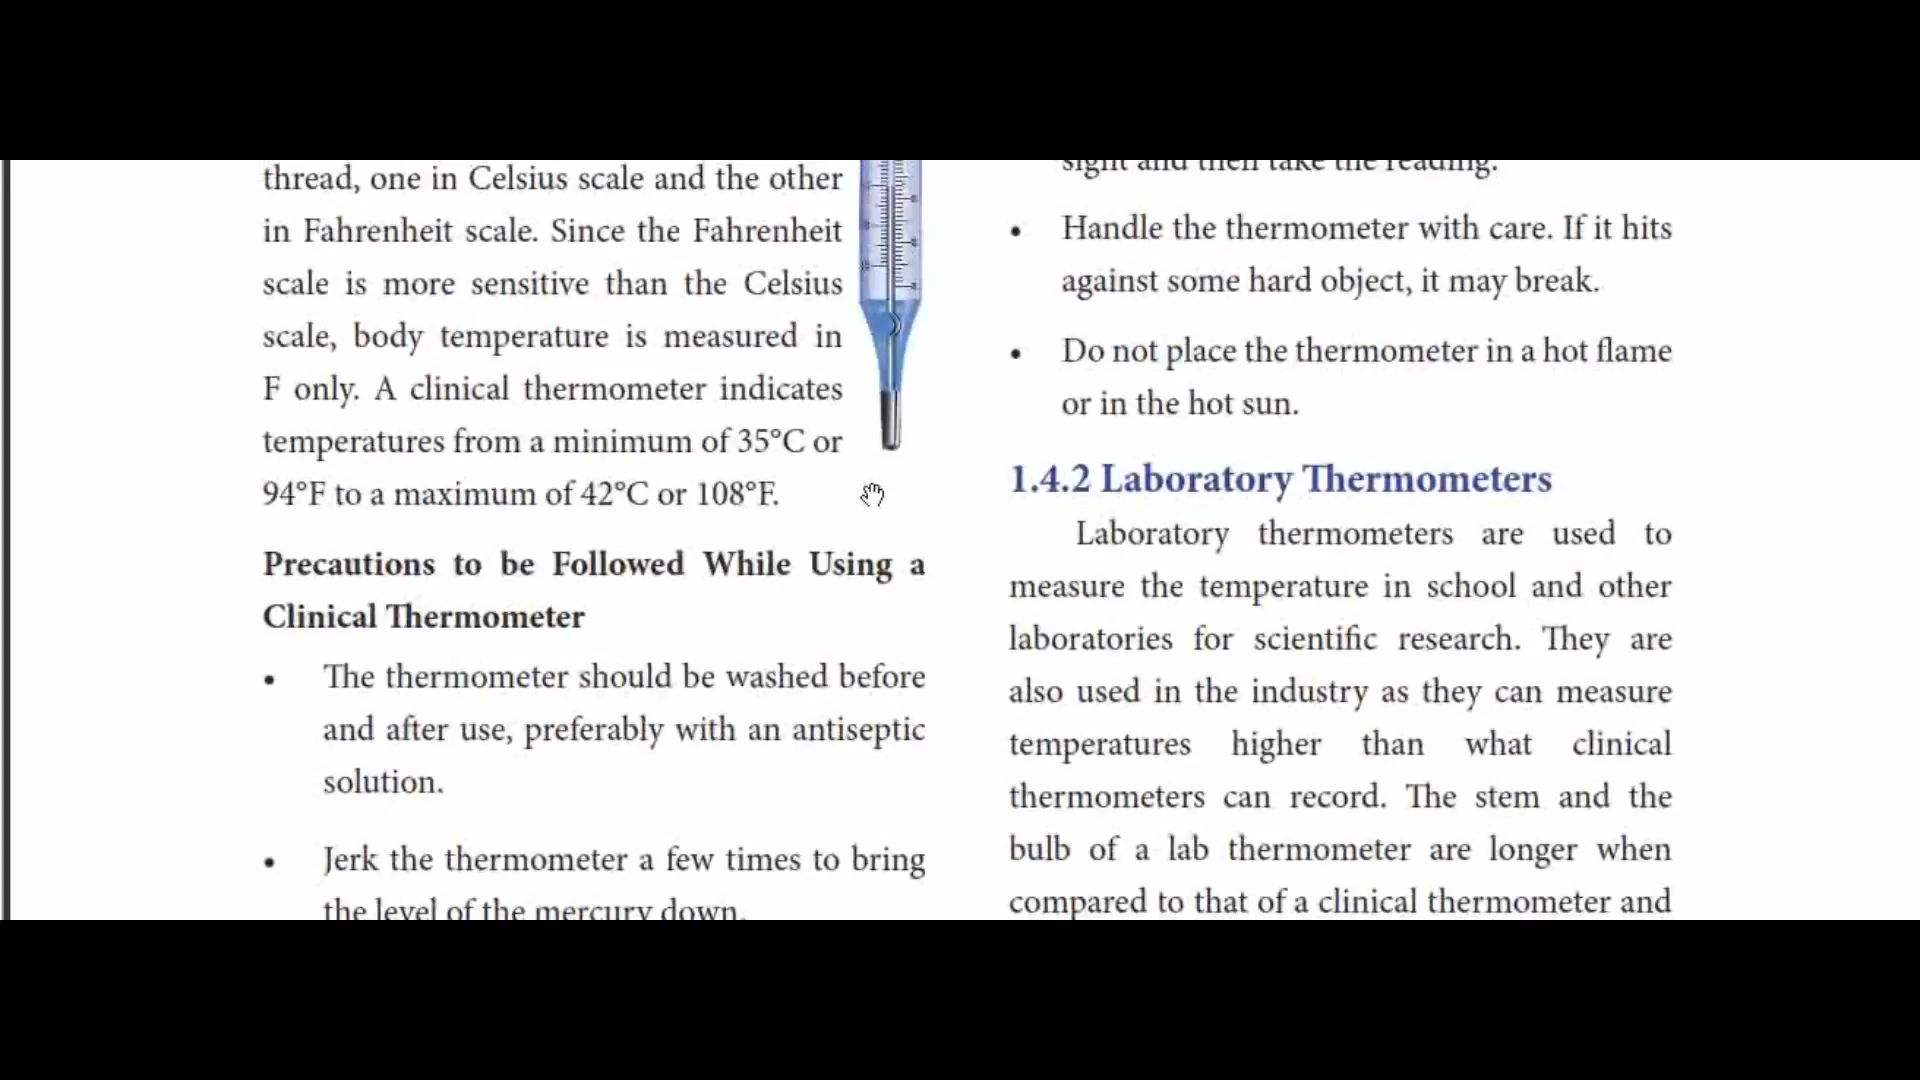 thread, one in Celsius scale and the other
in Fahrenheit scale. Since the Fahrenheit
scale is more sensitive than the Celsius
scale, body temperature is measured in
F only. A clinical thermometer indicates
temperatures from a minimum of 35°C or
94°F to a maximum of 42°C or 108°F.
Precautions to be Followed While Using a
Clinical Thermometer
• The thermometer should be washed before
and after use, preferably with an antiseptic
solution.
• Jerk the thermometer a few times to bring
the level of the mercury down.
sight and then take the reading.
• Handle the thermometer with care. If it hits
against some hard object, it may break.
• Do not place the thermometer in a hot flame
or in the hot sun.
1.4.2 Laboratory Thermometers
Laboratory thermometers are used to
measure the temperature in school and other
laboratories for scientific research. They are
also used in the industry as they can measure
temperatures higher than what clinical
thermometers can record. The stem and the
bulb of a lab thermometer are longer when
compared to that of a clinical thermometer and